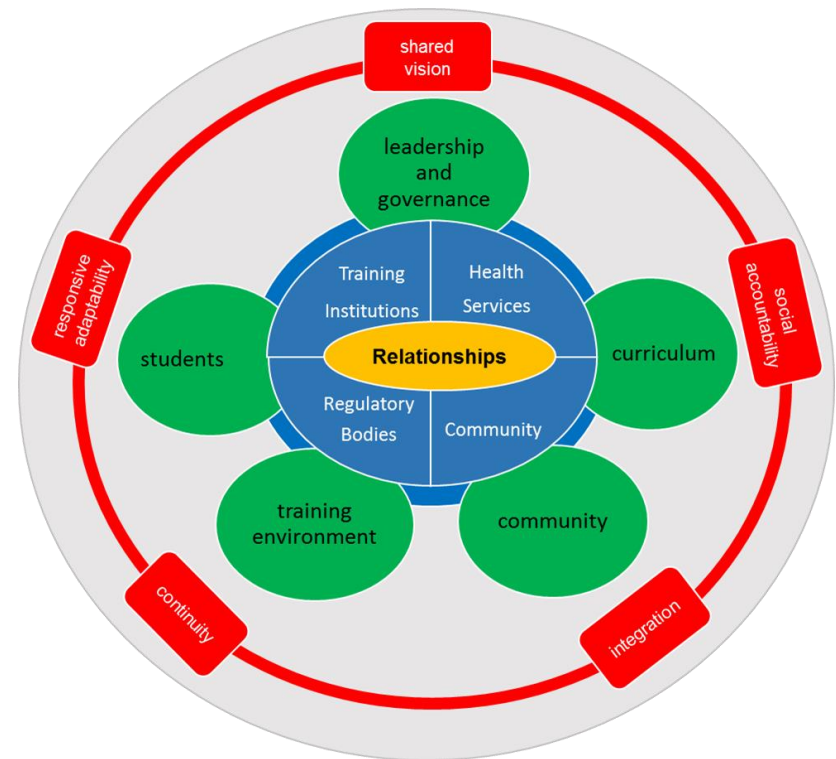 shared
vision
leadership
and
governance
responsive
adaptability
social
accountability
Training
Institutions
Health
Services
Relationships
students
curriculum
Regulatory
Bodies
Community
training
environment
community
continuity
integration